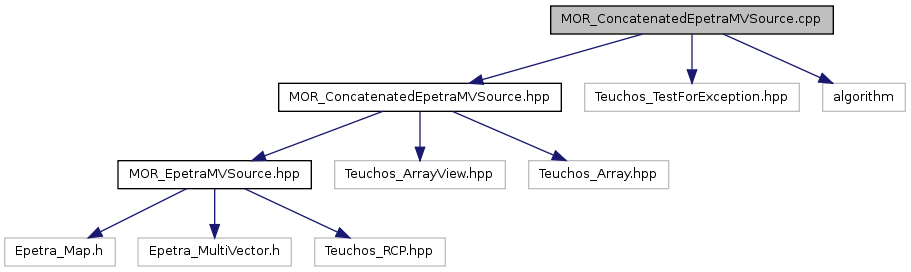 MOR_ConcatenatedEpetraMVSource.cpp
MOR_ConcatenatedEpetraMVSource.hpp
Teuchos_TestForException.hpp
algorithm
MOR_EpetraMVSource.hpp
Teuchos_ArrayView.hpp
Teuchos_Array.hpp
Epetra_Map.h
Epetra_MultiVector.h
Teuchos_RCP.hpp